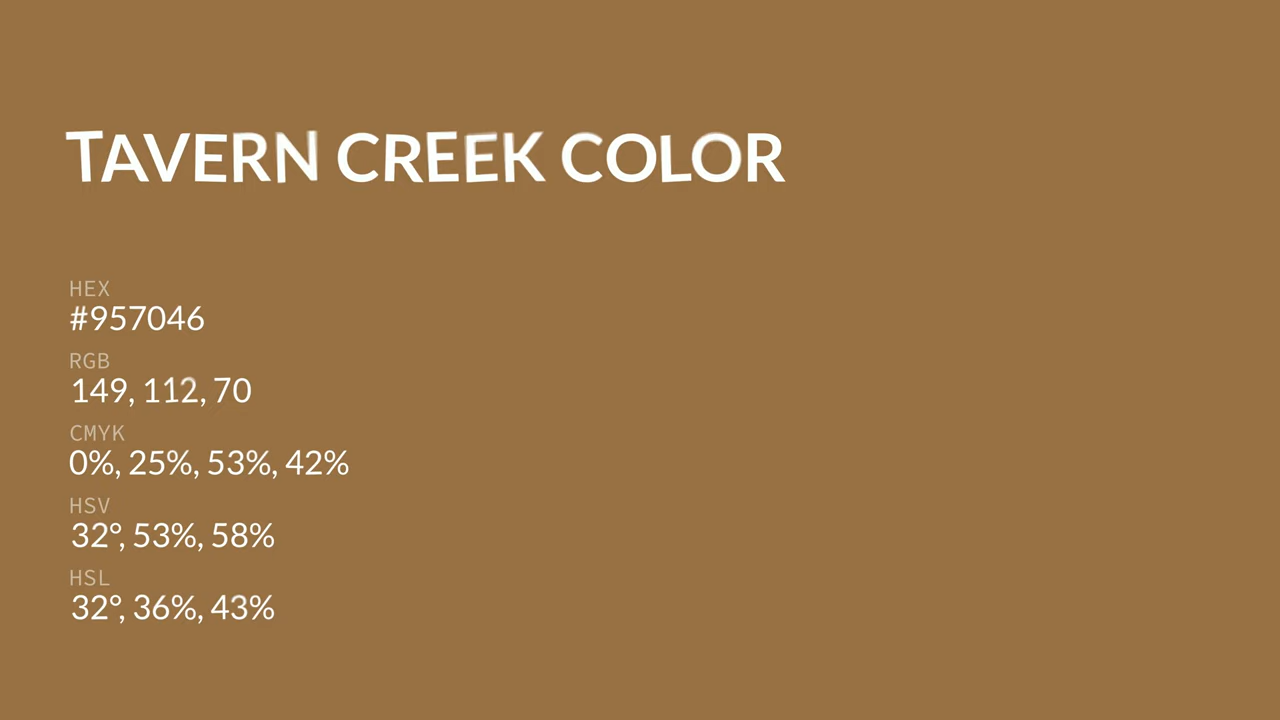 TAVERN CREEK COLOR
HEX
#957046
RGB
149, 112, 70
CMYK
0%, 25%, 53%, 42%
HSV
32°, 53%, 58%
HSL
32°, 36%, 43%